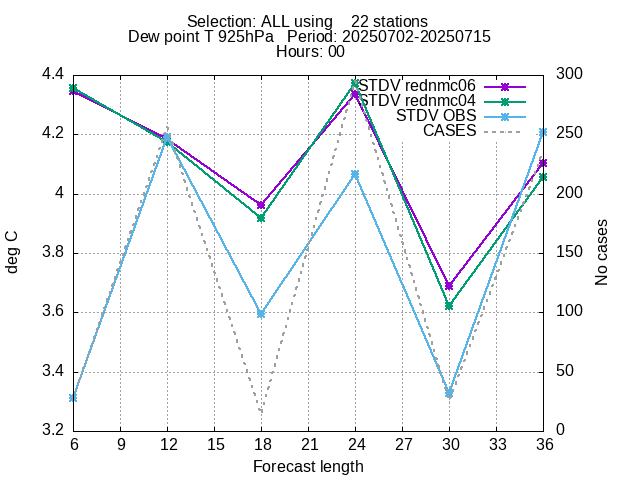 Selection: ALL using    22 stations
Dew point T 925hPa   Period: 20250702-20250715
Hours: 00
4.4
4.2
4
3.8
3.6
3.4
3.2
deg C
300
250
200
150
100
50
0
No cases
STDV rednmc06
STDV rednmc04
STDV OBS
CASES
6 9 12 15 18 21 24 27 30 33 36
Forecast length